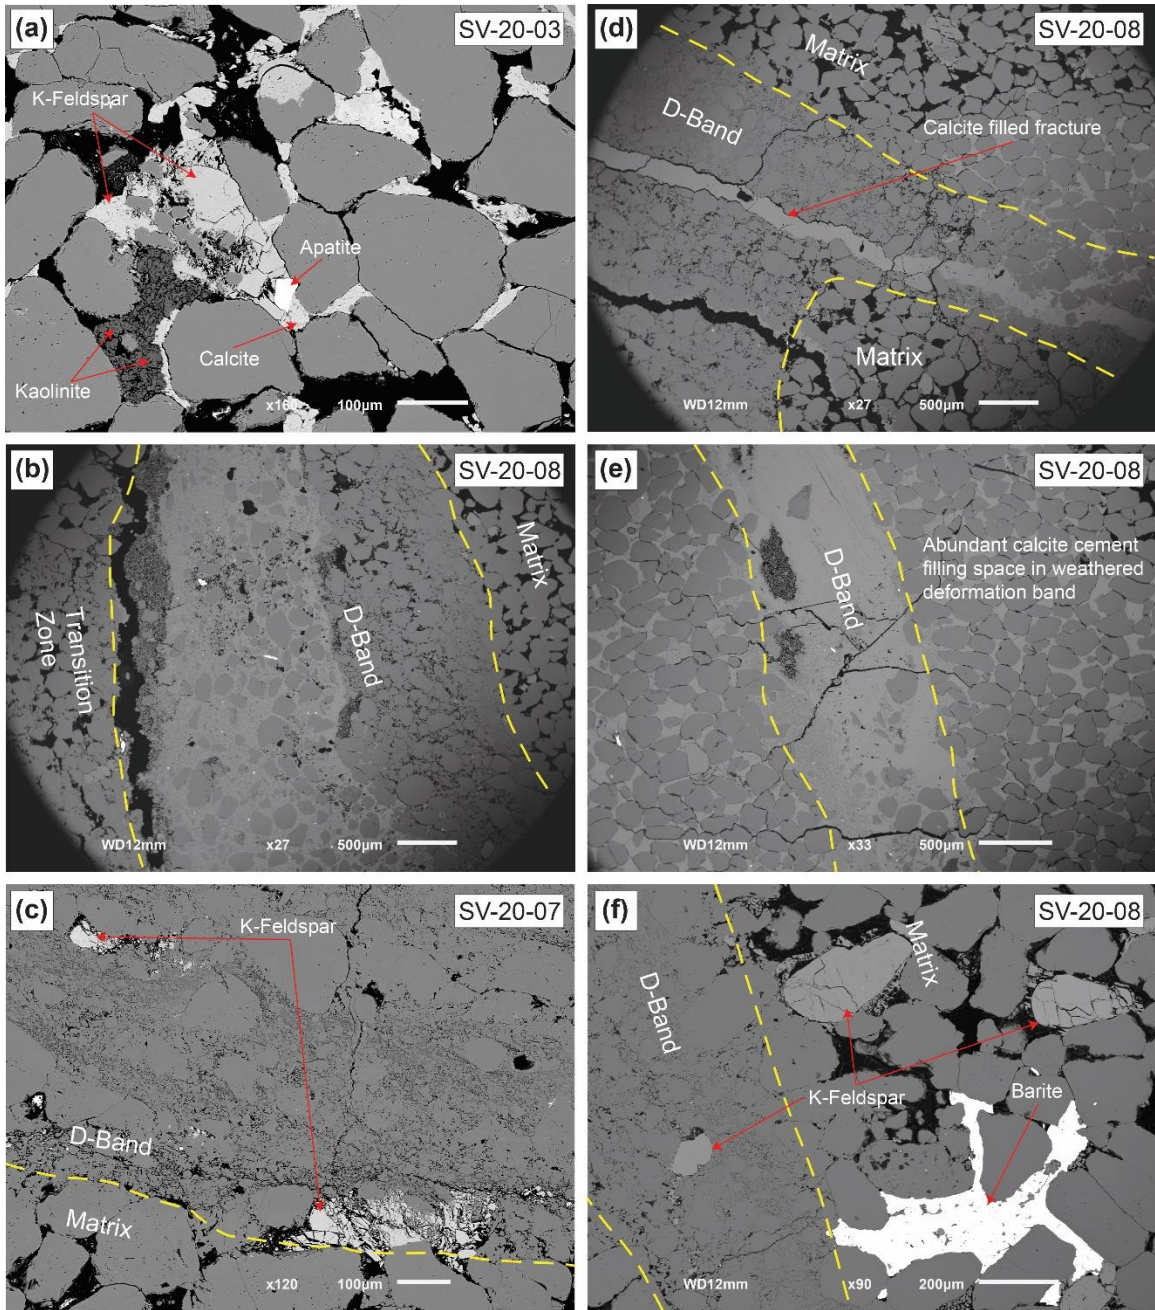 (a)
SV-20-03
K-Feldspar
Apatite
Calcite
Kaolinite
x160
100µm
(b)
SV-20-08
Transition
Zone
D-Band
Matrix
WD12mm
x27
500µm
(c)
SV-20-07
K-Feldspar
D-Band
Matrix
x120
100µm
(d)
SV-20-08
Matrix
D-Band
Calcite filled fracture
Matrix
WD12mm
x27
500µm
(e)
SV-20-08
D-Band
Abundant calcite cement
filling space in weathered
deformation band
WD12mm
x33
500µm
(f)
SV-20-08
Matrix
D-Band
K-Feldspar
Barite
WD12mm
x90
200µm